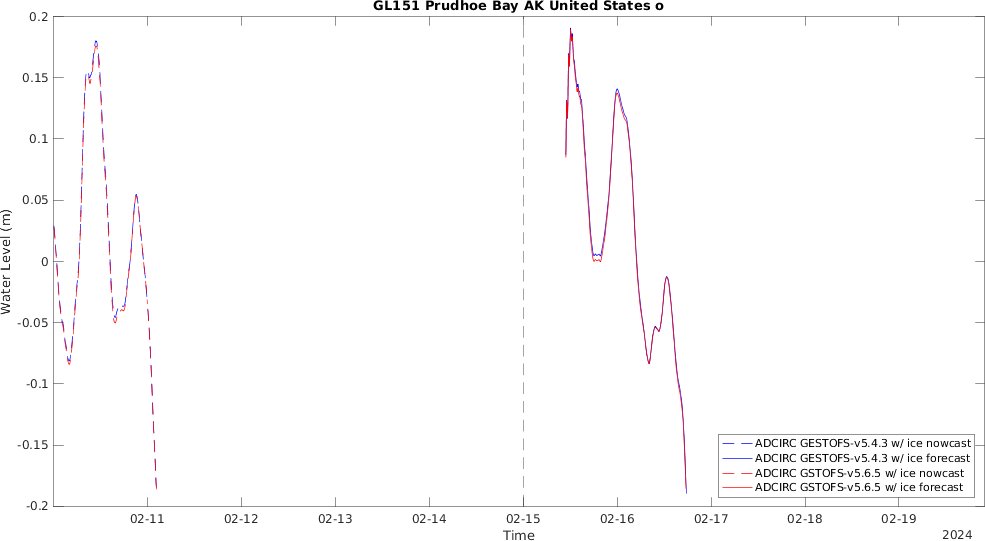 GL151 Prudhoe Bay AK United States o
0.2
0.15
0.1
0.05
0
-0.05
-0.1
-0.15
-0.2
Water Level (m)
ADCIRC GESTOFS-v5.4.3 w/ ice nowcast
ADCIRC GESTOFS-v5.4.3 w/ ice forecast
ADCIRC GSTOFS-v5.6.5 w/ ice nowcast
ADCIRC GSTOFS-v5.6.5 w/ ice forecast
02-11 02-12 02-13 02-14 02-15 02-16 02-17 02-18 02-19
Time
2024